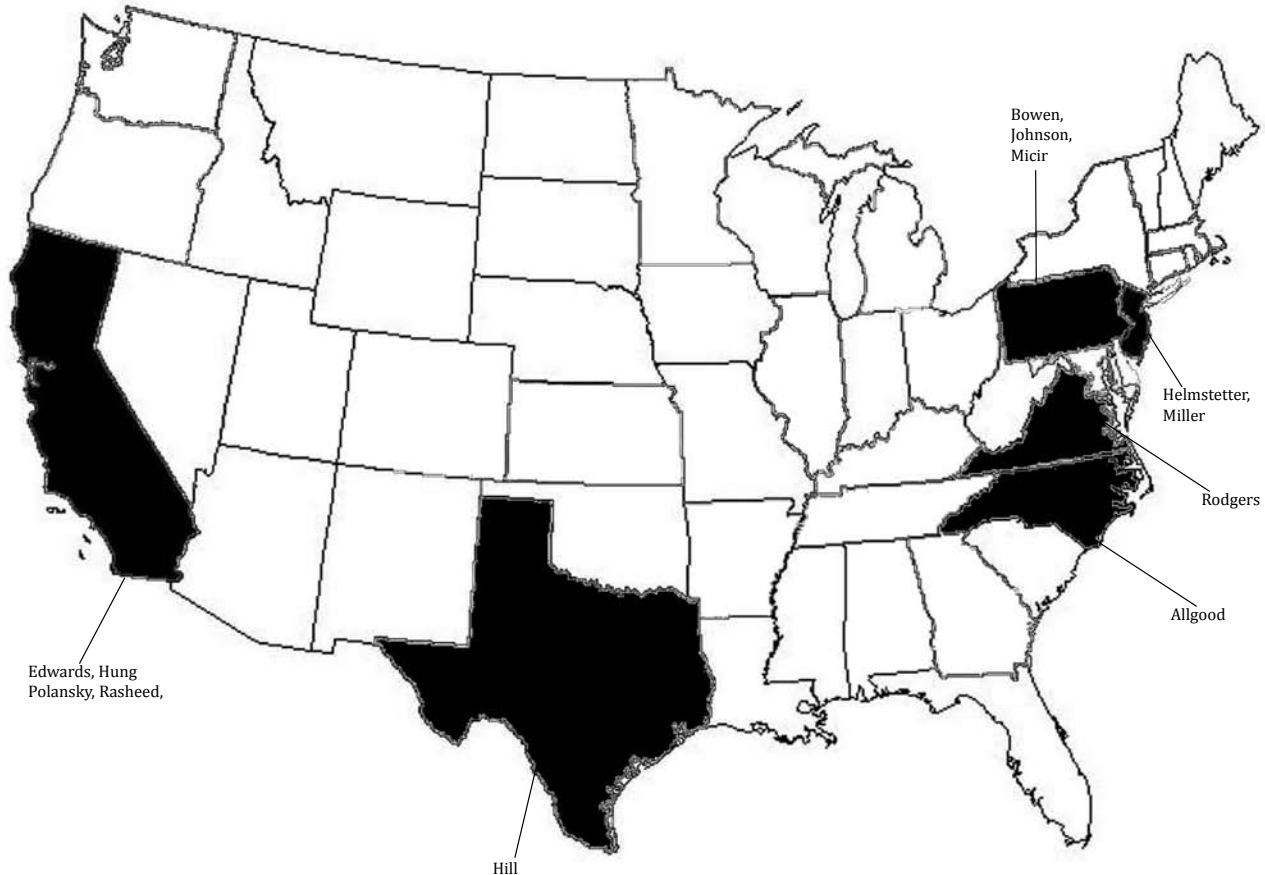 Bowen,
Johnson,
Micir
Helmstetter,
Miller
Rodgers
Allgood
Edwards, Hung
Polansky, Rasheed,
Hill